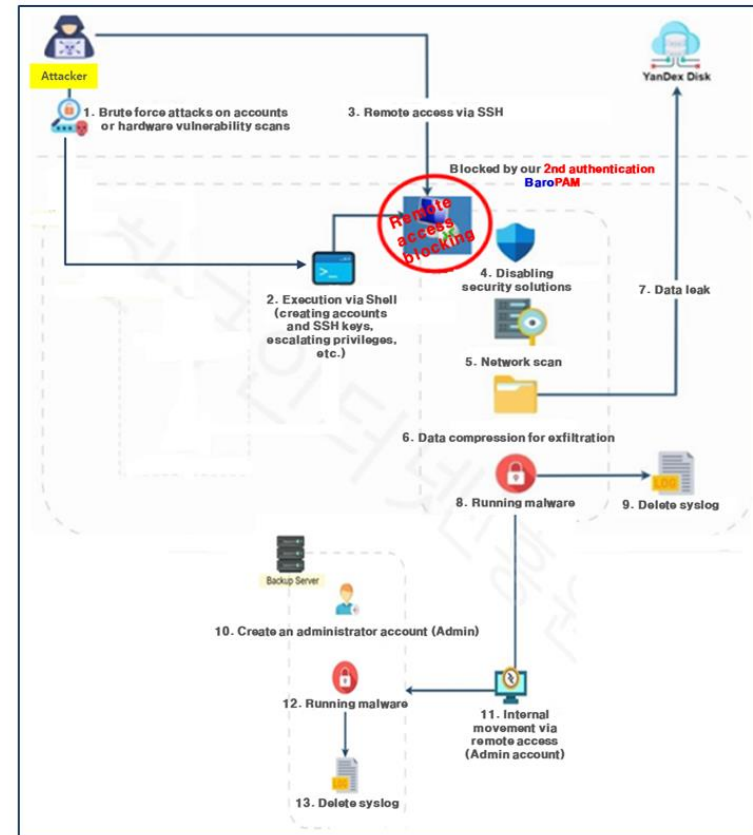 Attacker
YanDex Disk
1. Brute force attacks on accounts
or hardware vulnerability scans
3. Remote access via SSH
Blocked by our 2nd authentication
BaroPAM
Remote
access
blocking
2. Execution via Shell
(creating accounts
and SSH keys,
escalating privileges,
etc.)
4. Disabling
security solutions
7. Data leak
5. Network scan
6. Data compression for exfiltration
8. Running malware
LOG
9. Delete syslog
Backup Server
10. Create an administrator account (Admin)
12. Running malware
11. Internal
movement via
remote access
(Admin account)
LOG
13. Delete syslog